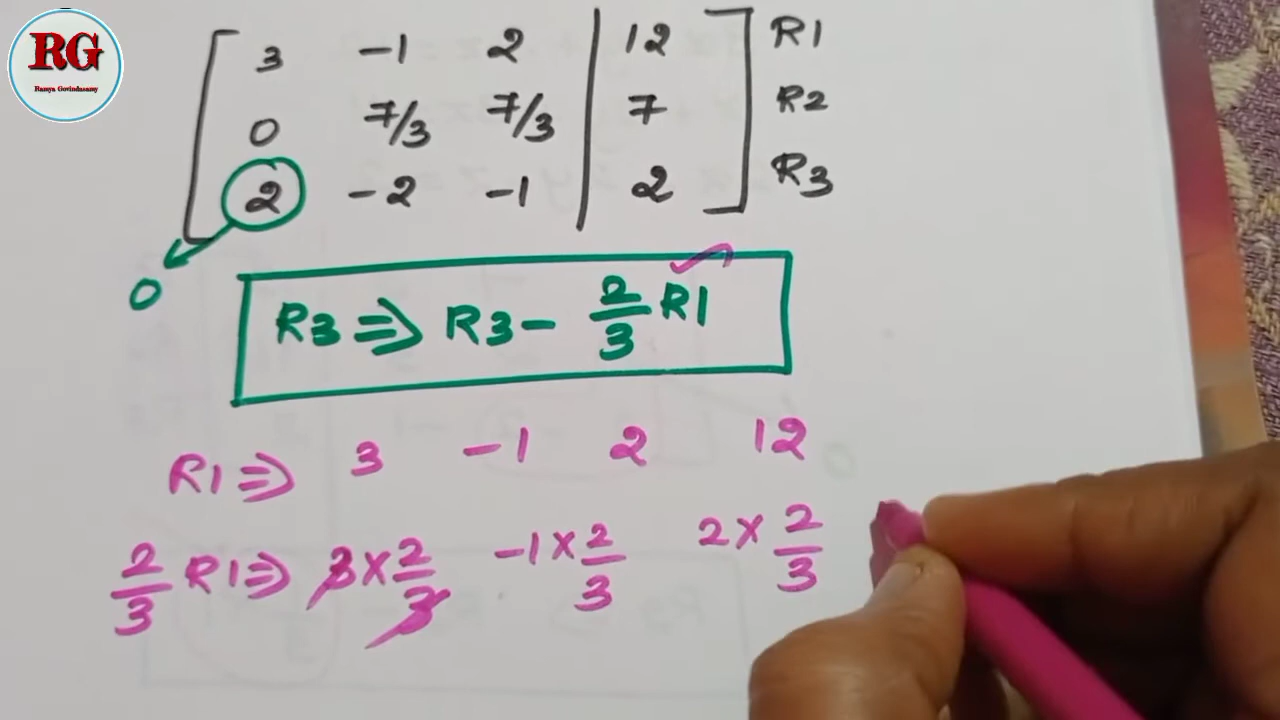 RG
Ramya Govindasamy
3 -1 2 12 R1
0 7/3 7/3 7 R2
2 -2 -1 2 R3
0
R3 ⇒ R3 - 2/3 R1
R1 ⇒ 3 -1 2 12
2/3 R1 ⇒ 3 × 2/3 -1 × 2/3 2 × 2/3